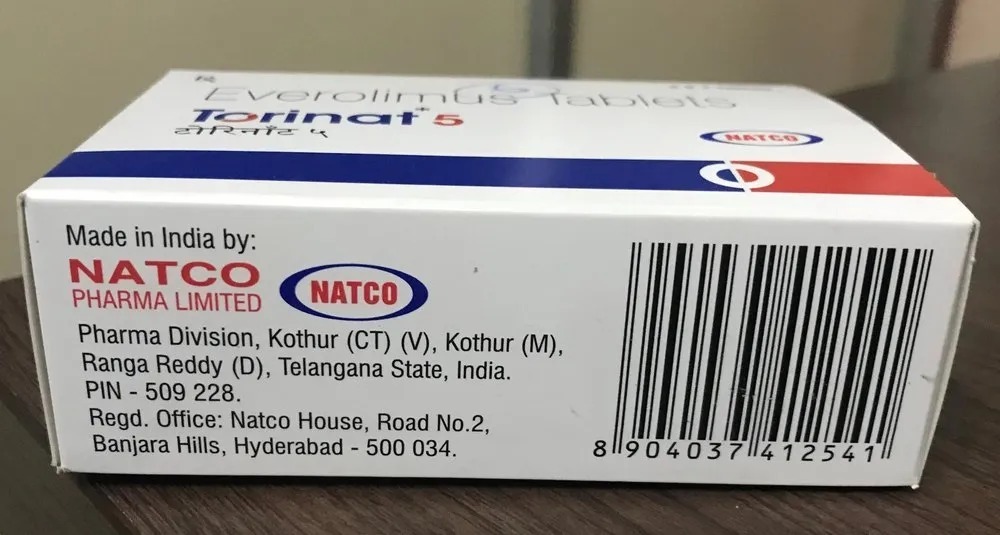 Rx
Everolimus Tablets
Torinat+ 5
टोरिनॅट ५
NATCO
Made in India by:
NATCO
PHARMA LIMITED
NATCO
Pharma Division, Kothur (CT) (V), Kothur (M),
Ranga Reddy (D), Telangana State, India.
PIN - 509 228.
Regd. Office: Natco House, Road No.2,
Banjara Hills, Hyderabad - 500 034.
8 904037 412541